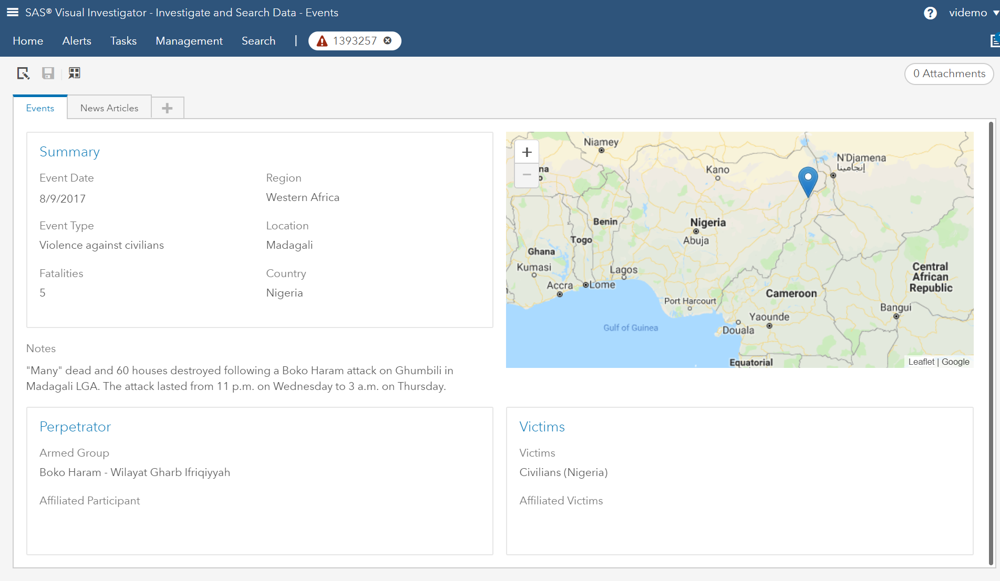 SAS® Visual Investigator - Investigate and Search Data - Events
? videmo
Home Alerts Tasks Management Search | 1393257
0 Attachments
Events News Articles
Summary
Event Date
8/9/2017
Region
Western Africa
Event Type
Violence against civilians
Location
Madagali
Fatalities
5
Country
Nigeria
+
−
Niamey
N'Djamena
إنجامينا
Kano
na
Benin
Nigeria
Abuja
Togo
Ghana
Kumasi
Lagos
Accra
Lome
Central
African
Republic
Cameroon
Port Harcourt
Bangui
Yaounde
Gulf of Guinea
Douala
Equatorial
Leaflet | Google
Notes
"Many" dead and 60 houses destroyed following a Boko Haram attack on Ghumbili in
Madagali LGA. The attack lasted from 11 p.m. on Wednesday to 3 a.m. on Thursday.
Perpetrator
Armed Group
Boko Haram - Wilayat Gharb Ifriqiyyah
Affiliated Participant
Victims
Victims
Civilians (Nigeria)
Affiliated Victims